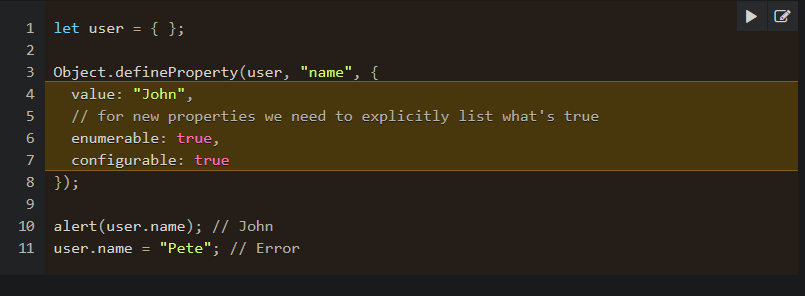 1 let user = { };
2
3 Object.defineProperty(user, "name", {
4   value: "John",
5   // for new properties we need to explicitly list what's true
6   enumerable: true,
7   configurable: true
8 });
9
10 alert(user.name); // John
11 user.name = "Pete"; // Error